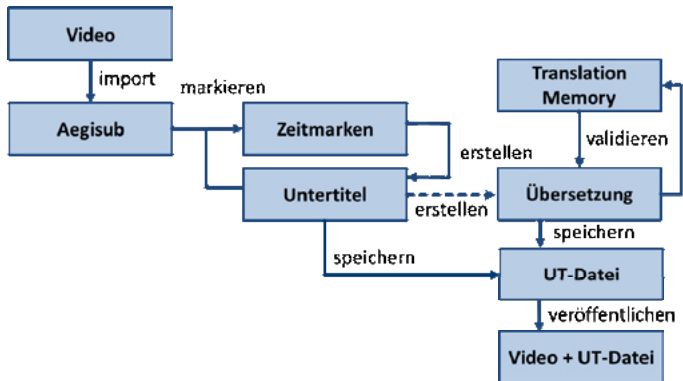 Video
import
markieren
Translation
Memory
Aegisub
Zeitmarken
validieren
erstellen
Untertitel
erstellen
Übersetzung
speichern
speichern
UT-Datei
veröffentlichen
Video + UT-Datei